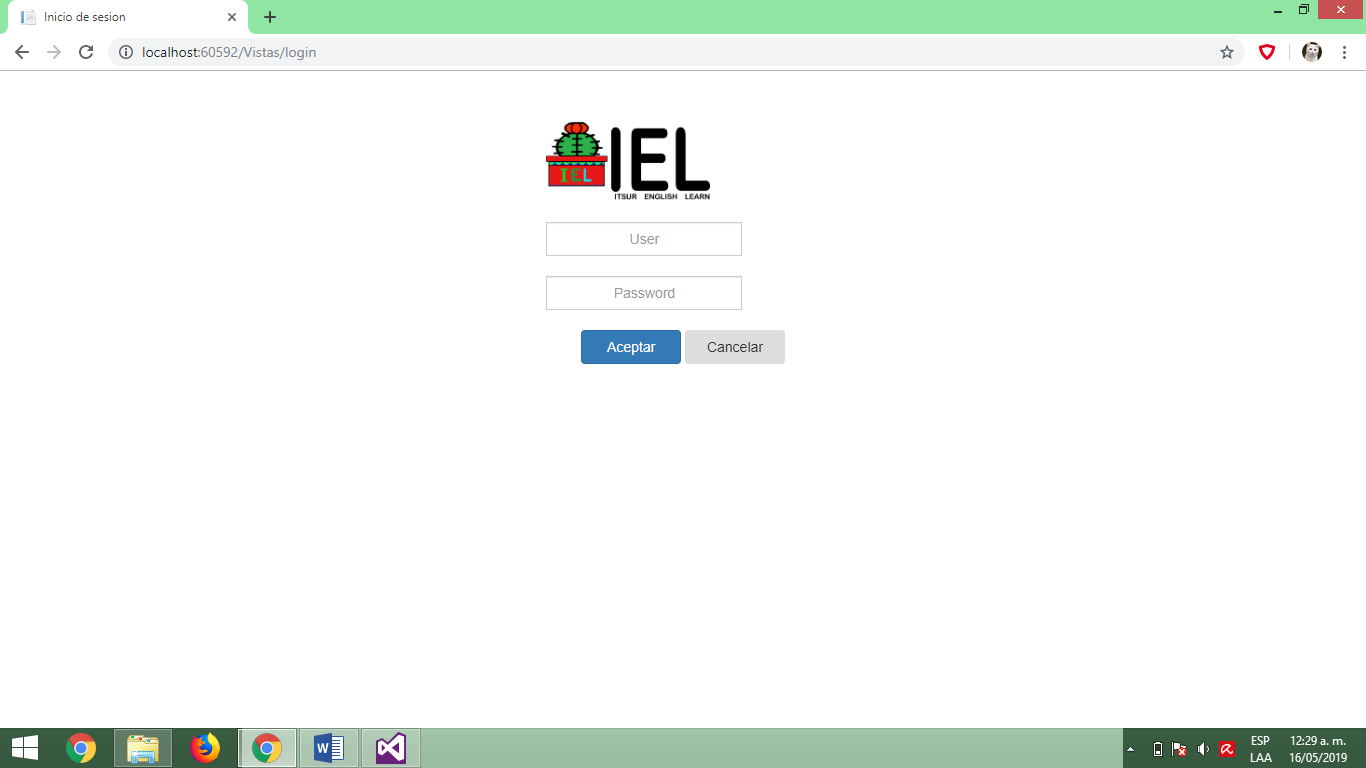 Inicio de sesion
localhost:60592/Vistas/login
IEL
IEL
ITSUR ENGLISH LEARN
User
Password
Aceptar Cancelar
ESP 12:29 a. m.
LAA 16/05/2019